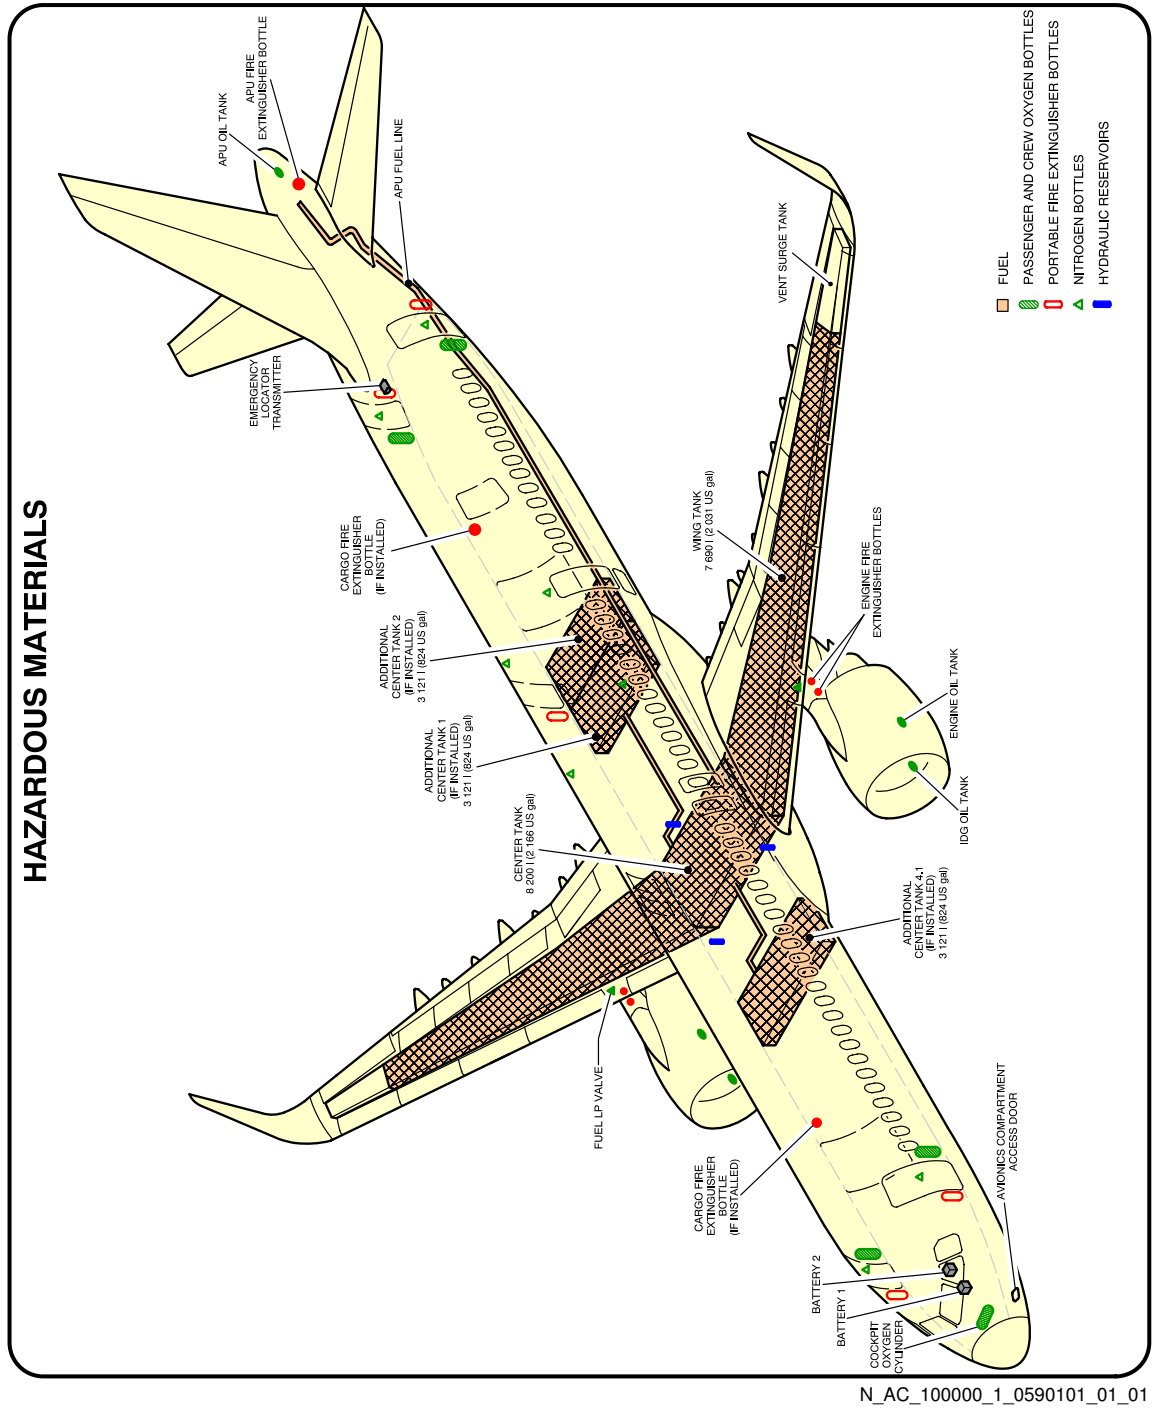 HAZARDOUS MATERIALS
APU OIL TANK
APU FIRE
EXTINGUISHER BOTTLE
APU FUEL LINE
EMERGENCY
LOCATOR
TRANSMITTER
CARGO FIRE
EXTINGUISHER
BOTTLE
(IF INSTALLED)
ADDITIONAL
CENTER TANK 2
(IF INSTALLED)
3 121 l (824 US gal)
ADDITIONAL
CENTER TANK 1
(IF INSTALLED)
3 121 l (824 US gal)
CENTER TANK
8 200 l (2 166 US gal)
FUEL LP VALVE
CARGO FIRE
EXTINGUISHER
BOTTLE
(IF INSTALLED)
BATTERY 2
BATTERY 1
COCKPIT
OXYGEN
CYLINDER
AVIONICS COMPARTMENT
ACCESS DOOR
ADDITIONAL
CENTER TANK 4.1
(IF INSTALLED)
3 121 l (824 US gal)
IDG OIL TANK
ENGINE OIL TANK
ENGINE FIRE
EXTINGUISHER BOTTLES
WING TANK
7 690 l (2 031 US gal)
VENT SURGE TANK
FUEL
PASSENGER AND CREW OXYGEN BOTTLES
PORTABLE FIRE EXTINGUISHER BOTTLES
NITROGEN BOTTLES
HYDRAULIC RESERVOIRS
N_AC_100000_1_0590101_01_01